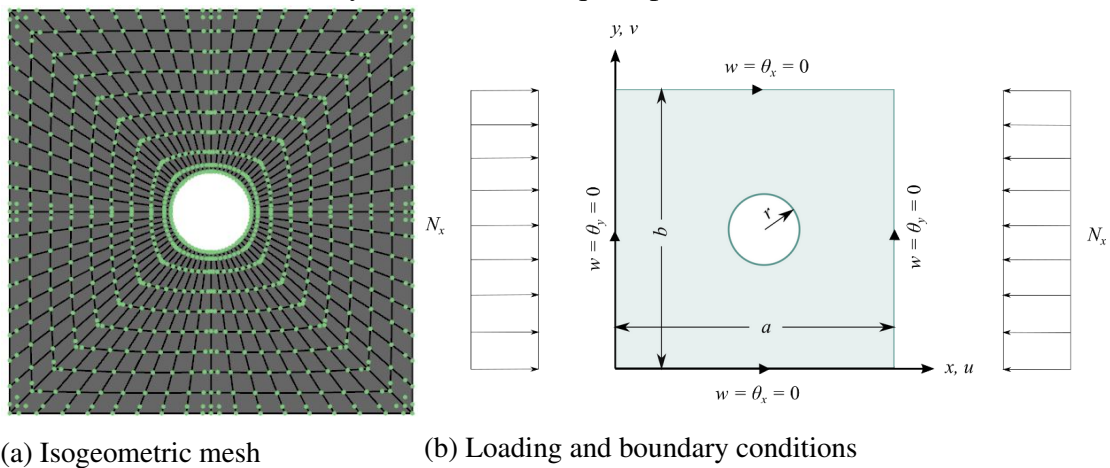 y, v
w = θx = 0
Nx
w = θy = 0
b
r
w = θy = 0
Nx
a
x, u
w = θx = 0
(a) Isogeometric mesh
(b) Loading and boundary conditions